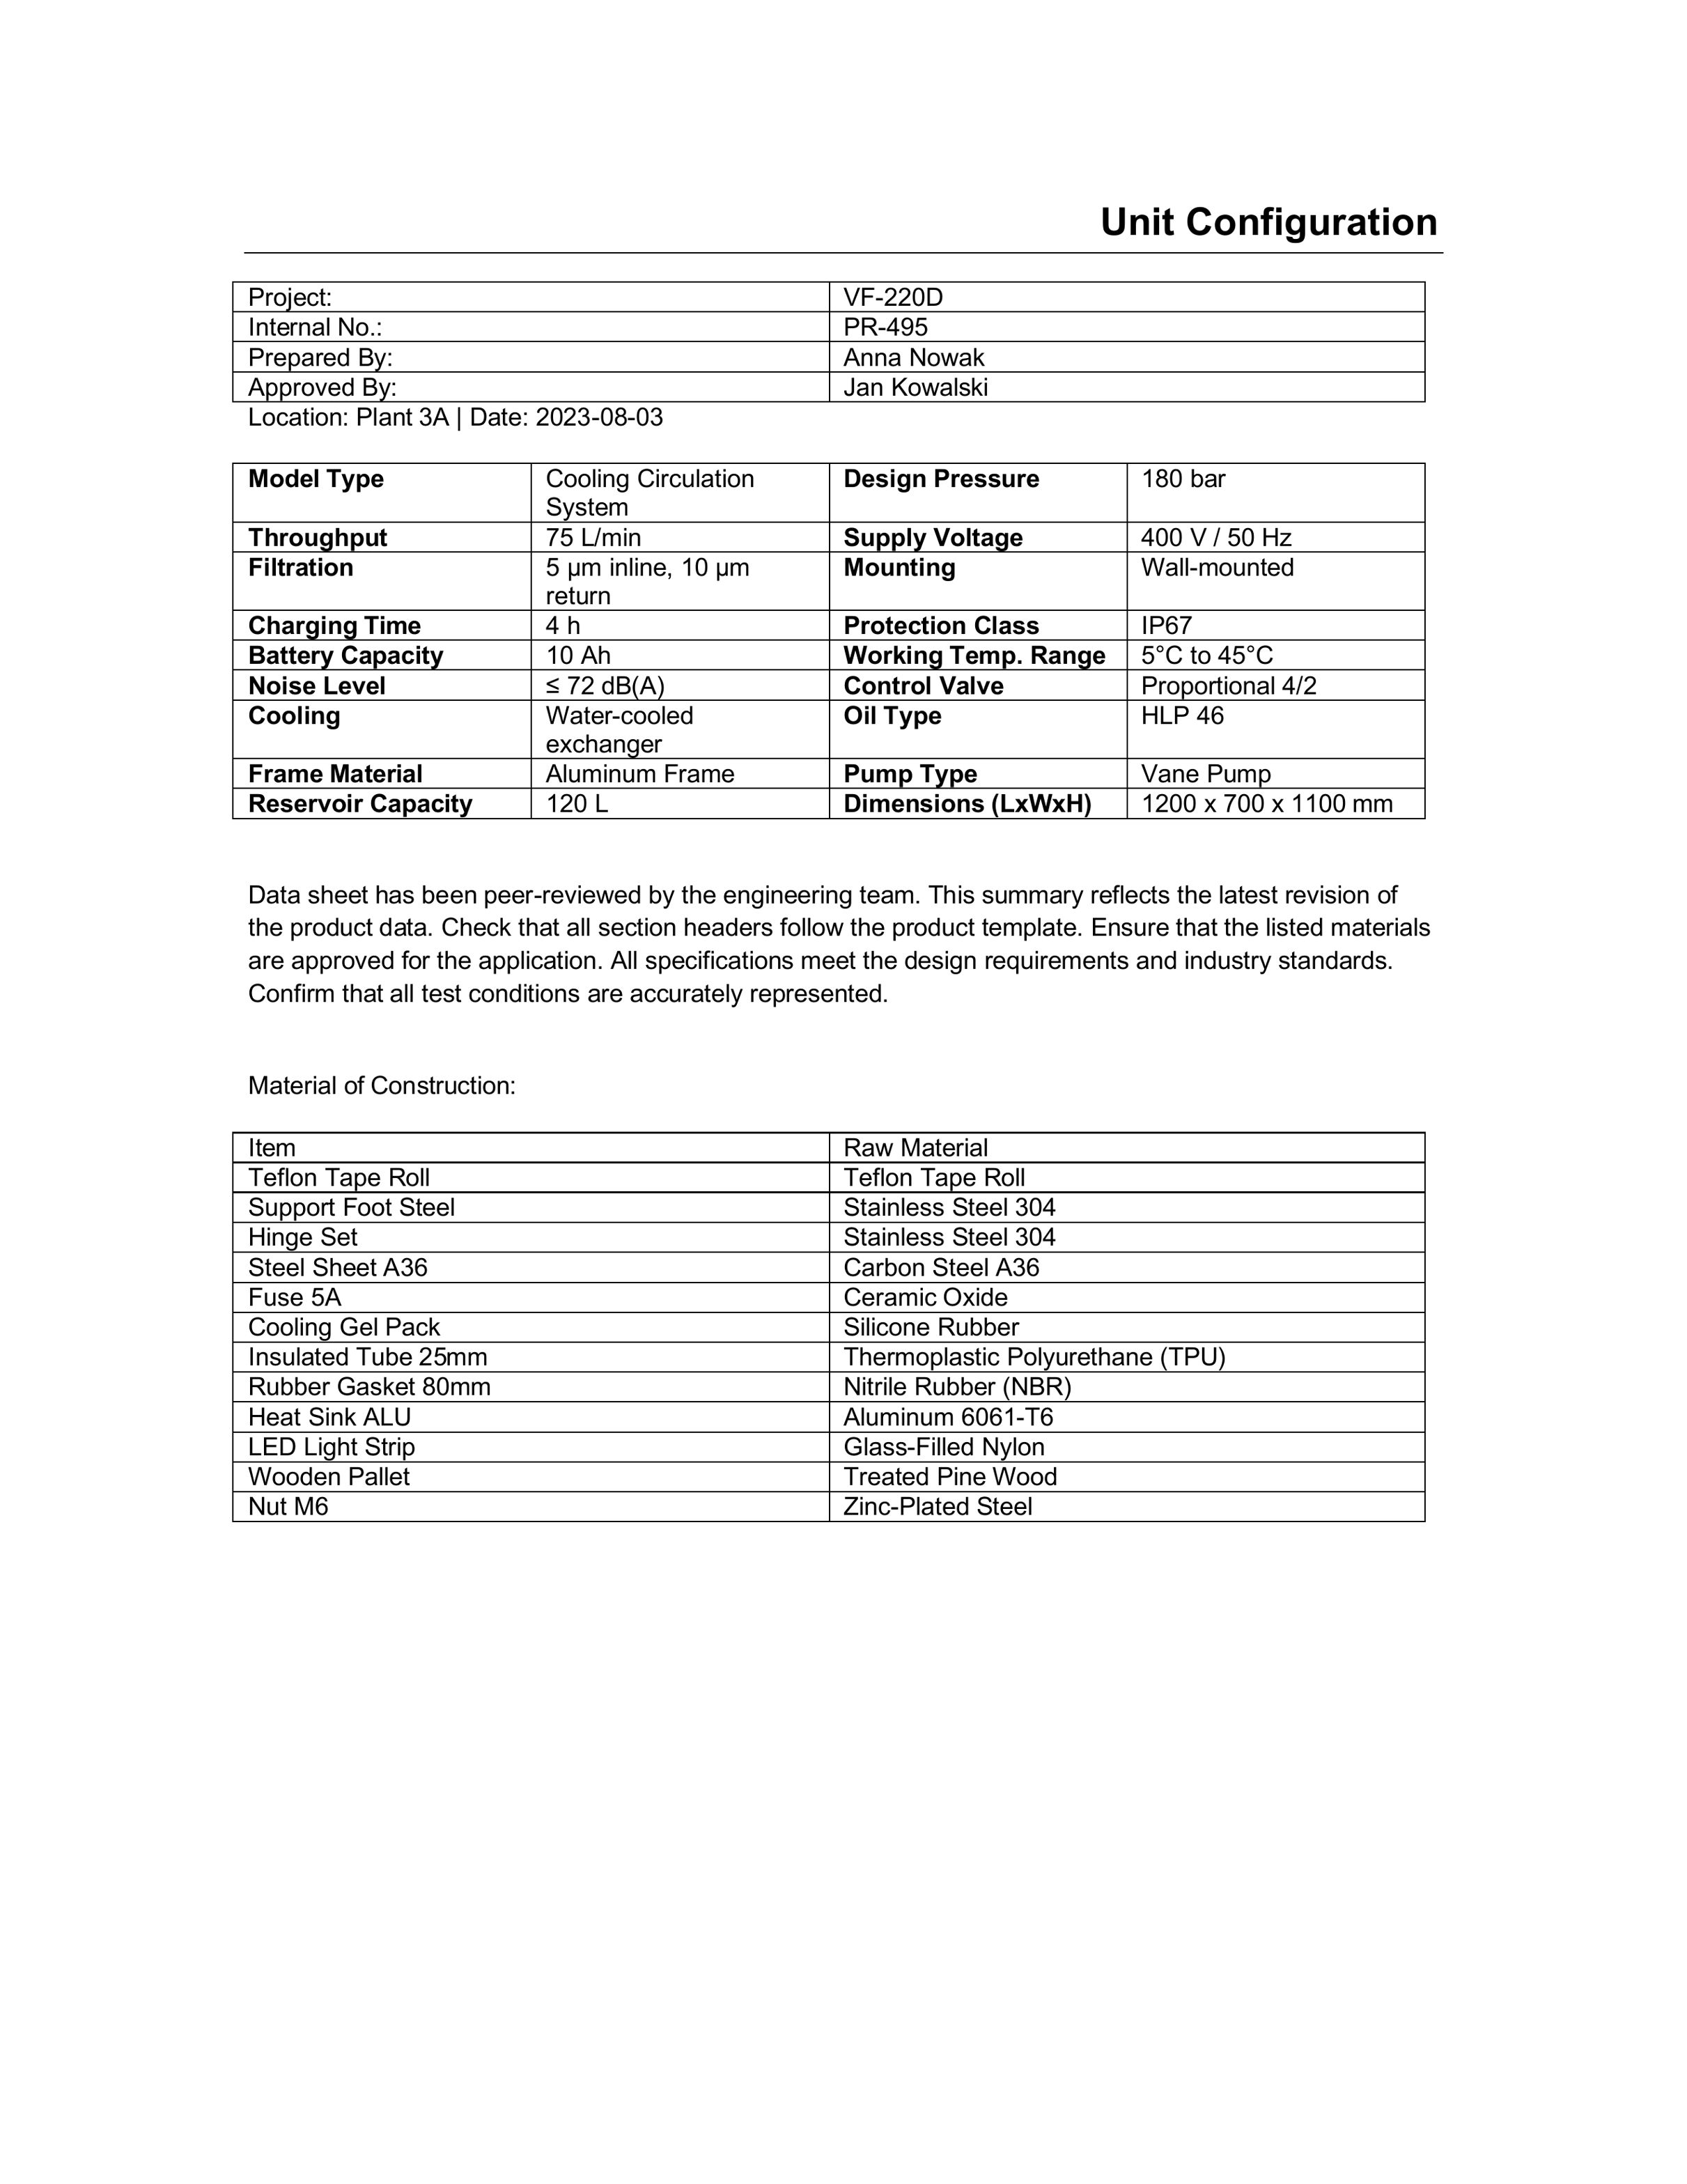 Unit Configuration
Project: VF-220D
Internal No.: PR-495
Prepared By: Anna Nowak
Approved By: Jan Kowalski
Location: Plant 3A | Date: 2023-08-03
Model Type Cooling Circulation System Design Pressure 180 bar
Throughput 75 L/min Supply Voltage 400 V / 50 Hz
Filtration 5 µm inline, 10 µm return Mounting Wall-mounted
Charging Time 4 h Protection Class IP67
Battery Capacity 10 Ah Working Temp. Range 5°C to 45°C
Noise Level ≤ 72 dB(A) Control Valve Proportional 4/2
Cooling Water-cooled exchanger Oil Type HLP 46
Frame Material Aluminum Frame Pump Type Vane Pump
Reservoir Capacity 120 L Dimensions (LxWxH) 1200 x 700 x 1100 mm
Data sheet has been peer-reviewed by the engineering team. This summary reflects the latest revision of
the product data. Check that all section headers follow the product template. Ensure that the listed materials
are approved for the application. All specifications meet the design requirements and industry standards.
Confirm that all test conditions are accurately represented.
Material of Construction:
Item Raw Material
Teflon Tape Roll Teflon Tape Roll
Support Foot Steel Stainless Steel 304
Hinge Set Stainless Steel 304
Steel Sheet A36 Carbon Steel A36
Fuse 5A Ceramic Oxide
Cooling Gel Pack Silicone Rubber
Insulated Tube 25mm Thermoplastic Polyurethane (TPU)
Rubber Gasket 80mm Nitrile Rubber (NBR)
Heat Sink ALU Aluminum 6061-T6
LED Light Strip Glass-Filled Nylon
Wooden Pallet Treated Pine Wood
Nut M6 Zinc-Plated Steel